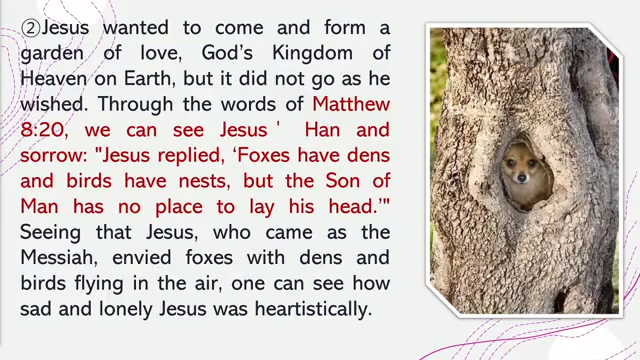 ②Jesus wanted to come and form a
garden of love, God's Kingdom of
Heaven on Earth, but it did not go as he
wished. Through the words of Matthew
8:20, we can see Jesus ' Han and
sorrow: "Jesus replied, ‘Foxes have dens
and birds have nests, but the Son of
Man has no place to lay his head.’"
Seeing that Jesus, who came as the
Messiah, envied foxes with dens and
birds flying in the air, one can see how
sad and lonely Jesus was heartistically.